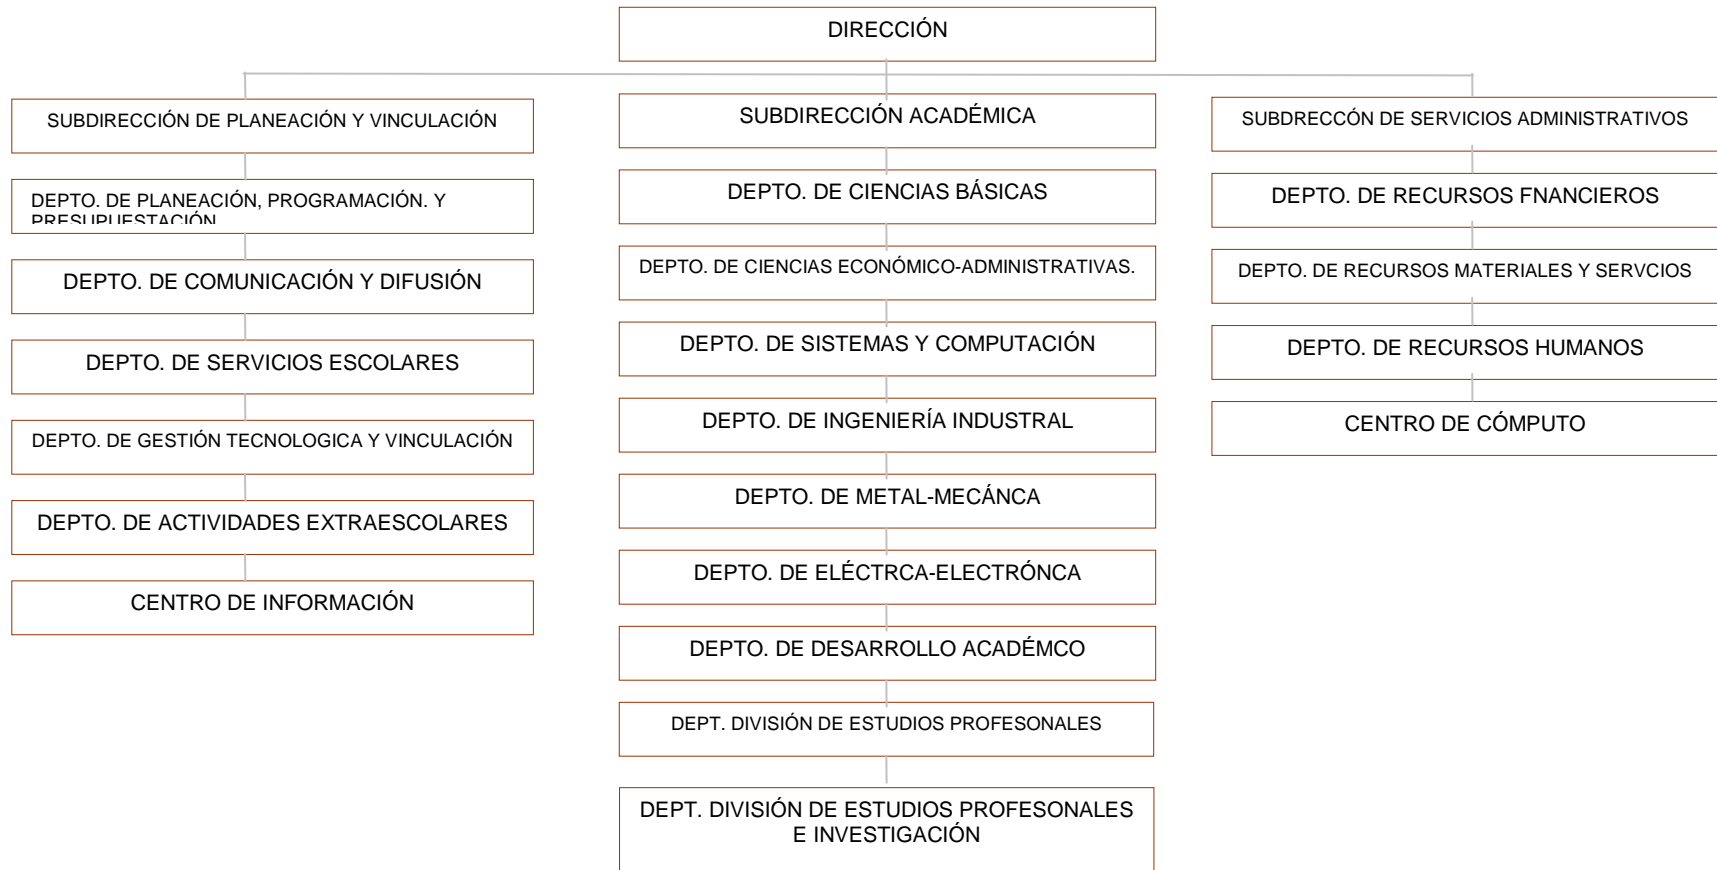 DIRECCIÓN
SUBDIRECCIÓN DE PLANEACIÓN Y VINCULACIÓN
DEPTO. DE PLANEACIÓN, PROGRAMACIÓN. Y
PRESUPUESTACIÓN
DEPTO. DE COMUNICACIÓN Y DIFUSIÓN
DEPTO. DE SERVICIOS ESCOLARES
DEPTO. DE GESTIÓN TECNOLOGICA Y VINCULACIÓN
DEPTO. DE ACTIVIDADES EXTRAESCOLARES
CENTRO DE INFORMACIÓN
SUBDIRECCIÓN ACADÉMICA
DEPTO. DE CIENCIAS BÁSICAS
DEPTO. DE CIENCIAS ECONÓMICO-ADMINISTRATIVAS.
DEPTO. DE SISTEMAS Y COMPUTACIÓN
DEPTO. DE INGENIERÍA INDUSTRAL
DEPTO. DE METAL-MECÁNCA
DEPTO. DE ELÉCTRCA-ELECTRÓNCA
DEPTO. DE DESARROLLO ACADÉMCO
DEPT. DIVISIÓN DE ESTUDIOS PROFESONALES
DEPT. DIVISIÓN DE ESTUDIOS PROFESONALES
E INVESTIGACIÓN
SUBDRECCÓN DE SERVICIOS ADMINISTRATIVOS
DEPTO. DE RECURSOS FNANCIEROS
DEPTO. DE RECURSOS MATERIALES Y SERVCIOS
DEPTO. DE RECURSOS HUMANOS
CENTRO DE CÓMPUTO